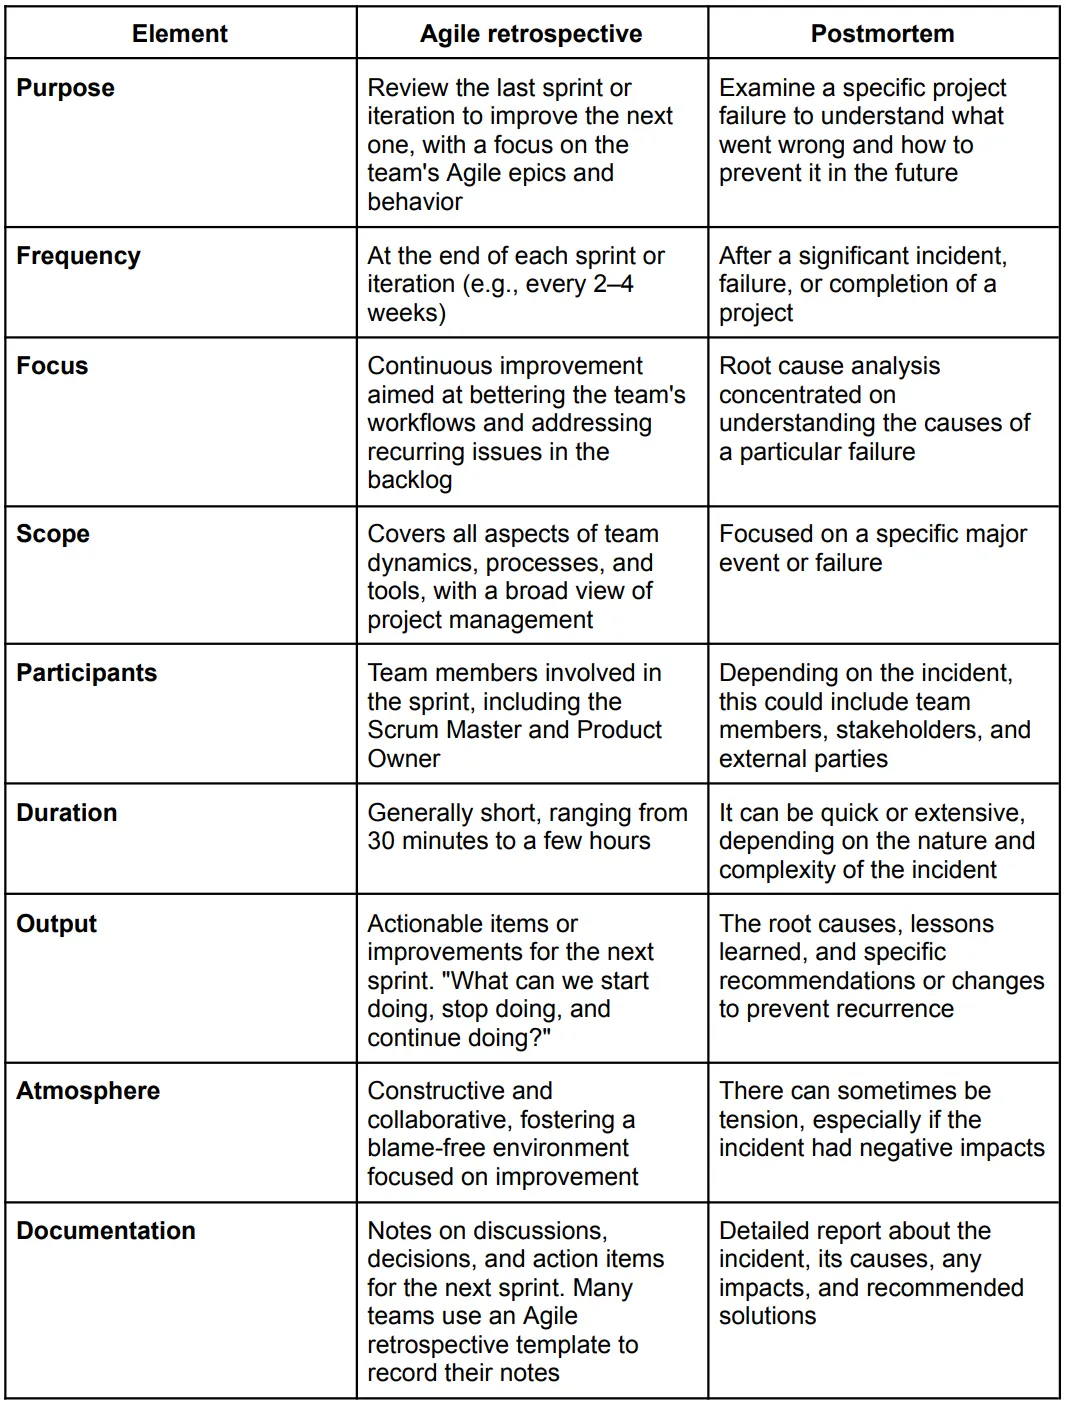 Element
Agile retrospective
Postmortem
Purpose
Review the last sprint or
iteration to improve the next
one, with a focus on the
team's Agile epics and
behavior
Examine a specific project
failure to understand what
went wrong and how to
prevent it in the future
Frequency
At the end of each sprint or
iteration (e.g., every 2–4
weeks)
After a significant incident,
failure, or completion of a
project
Focus
Continuous improvement
aimed at bettering the team's
workflows and addressing
recurring issues in the
backlog
Root cause analysis
concentrated on
understanding the causes of
a particular failure
Scope
Covers all aspects of team
dynamics, processes, and
tools, with a broad view of
project management
Focused on a specific major
event or failure
Participants
Team members involved in
the sprint, including the
Scrum Master and Product
Owner
Depending on the incident,
this could include team
members, stakeholders, and
external parties
Duration
Generally short, ranging from
30 minutes to a few hours
It can be quick or extensive,
depending on the nature and
complexity of the incident
Output
Actionable items or
improvements for the next
sprint. "What can we start
doing, stop doing, and
continue doing?"
The root causes, lessons
learned, and specific
recommendations or changes
to prevent recurrence
Atmosphere
Constructive and
collaborative, fostering a
blame-free environment
focused on improvement
There can sometimes be
tension, especially if the
incident had negative impacts
Documentation
Notes on discussions,
decisions, and action items
for the next sprint. Many
teams use an Agile
retrospective template to
record their notes
Detailed report about the
incident, its causes, any
impacts, and recommended
solutions